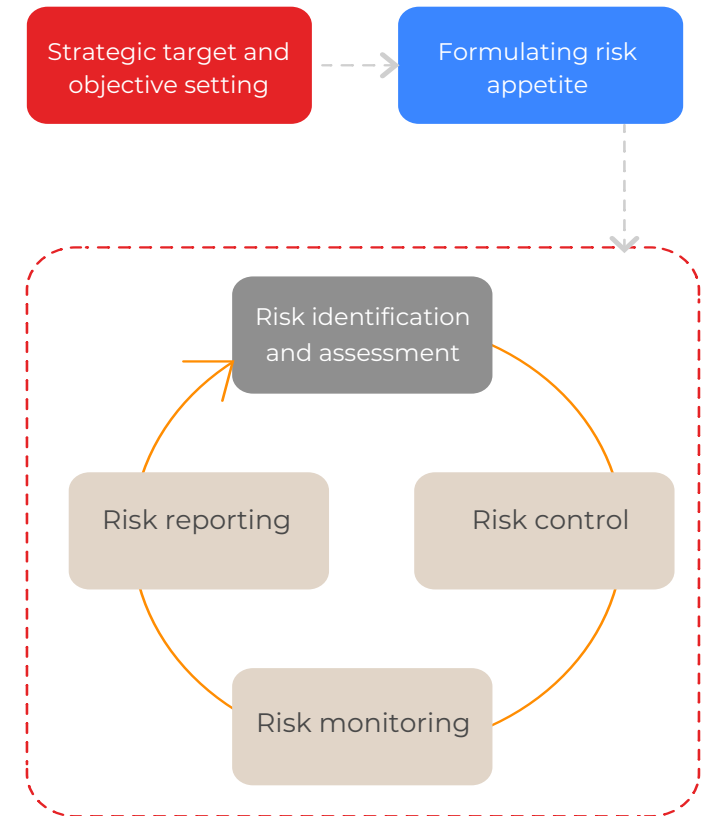 Strategic target and
objective setting
Formulating risk
appetite
Risk identification
and assessment
Risk reporting
Risk control
Risk monitoring